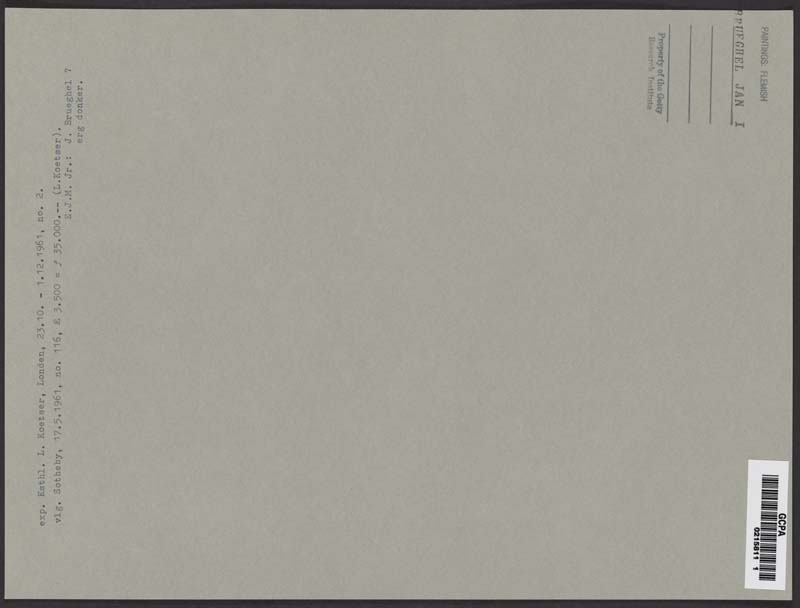 PAINTINGS: FLEMISH
BRUEGHEL JAN I
Property of the Getty
Research Institute
exp. Ksthl. L. Koetser, Londen, 23.10. - 1.12.1961, no. 2.
vlg. Sotheby, 17.5.1961, no. 116, £ 3.500 = ƒ 35.000.-- (L.Koetser).
E.J.M. Jr.: J. Brueghel ?
erg donker.
GCPA
0215811 1